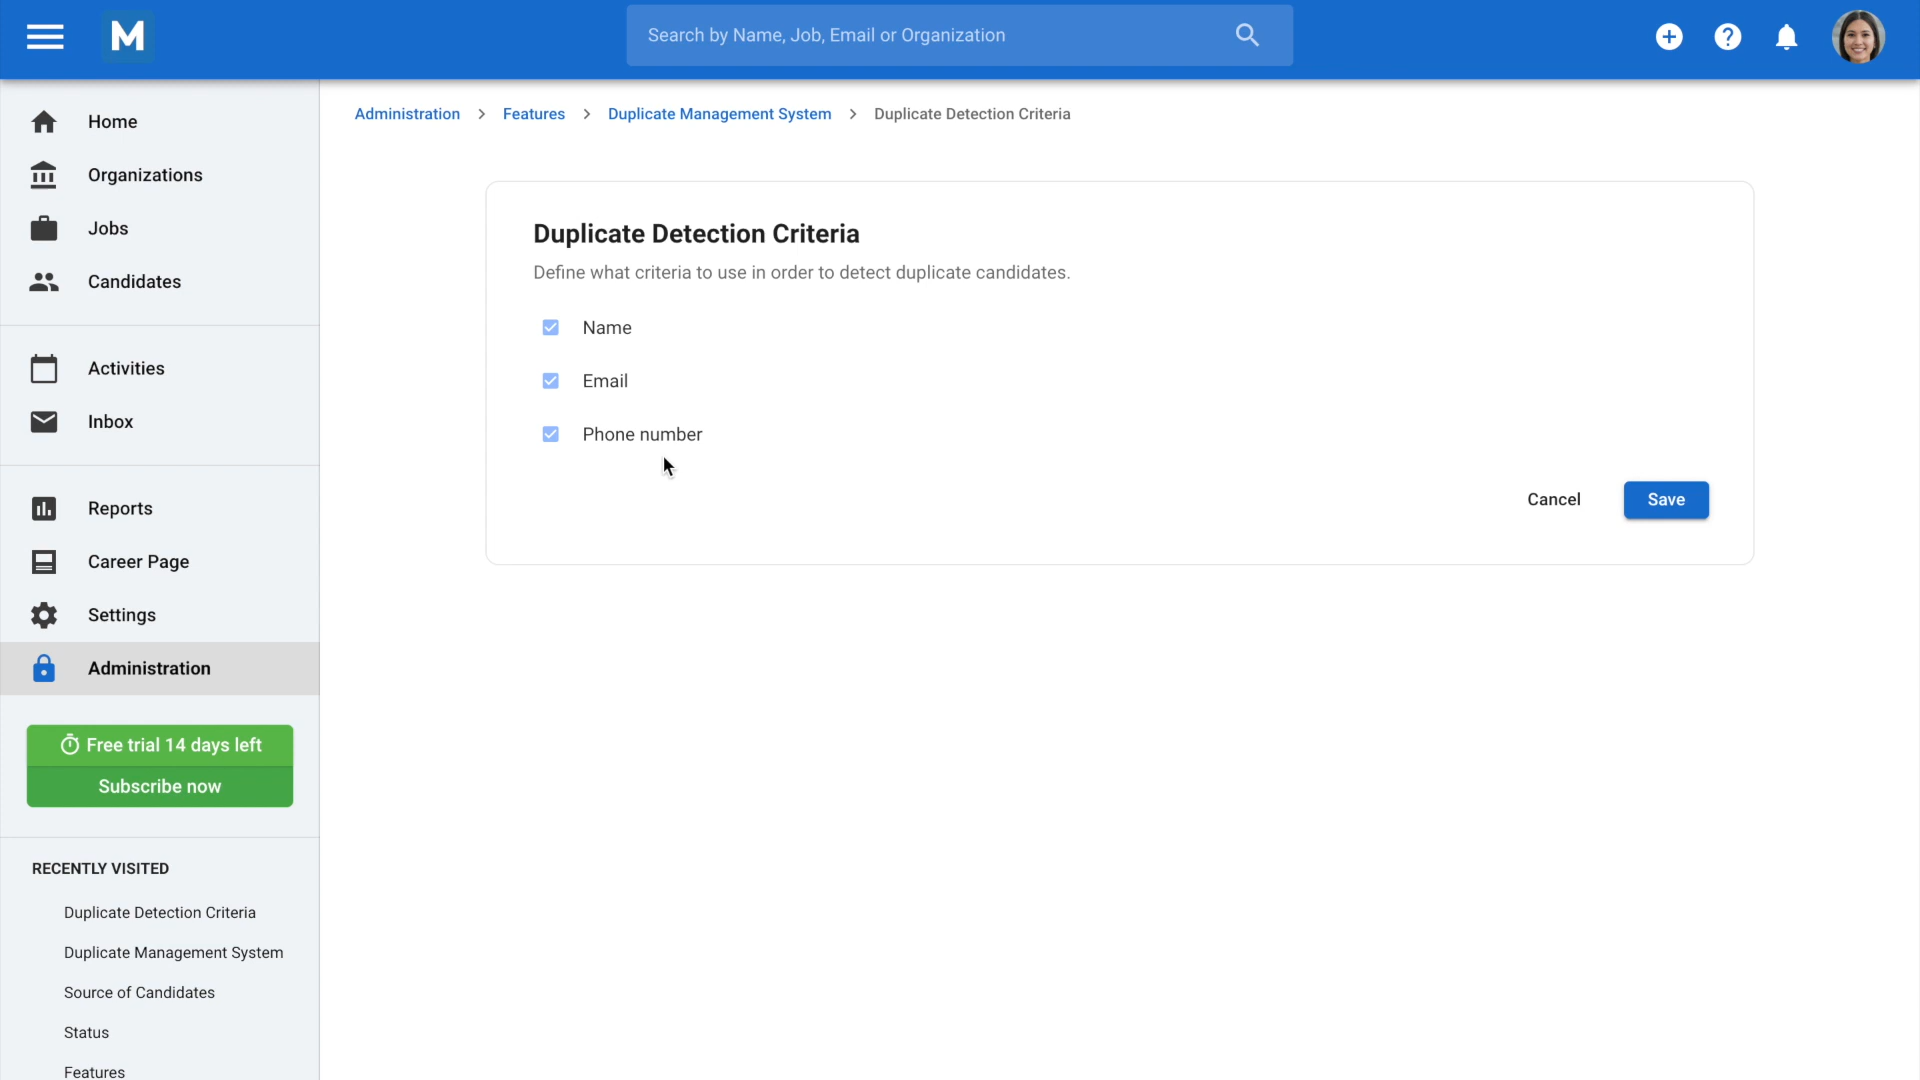 M
Search by Name, Job, Email or Organization
Home
Organizations
Jobs
Candidates
Activities
Inbox
Reports
Career Page
Settings
Administration
Free trial 14 days left
Subscribe now
RECENTLY VISITED
Duplicate Detection Criteria
Duplicate Management System
Source of Candidates
Status
Features
Administration > Features > Duplicate Management System > Duplicate Detection Criteria
Duplicate Detection Criteria
Define what criteria to use in order to detect duplicate candidates.
Name
Email
Phone number
Cancel Save